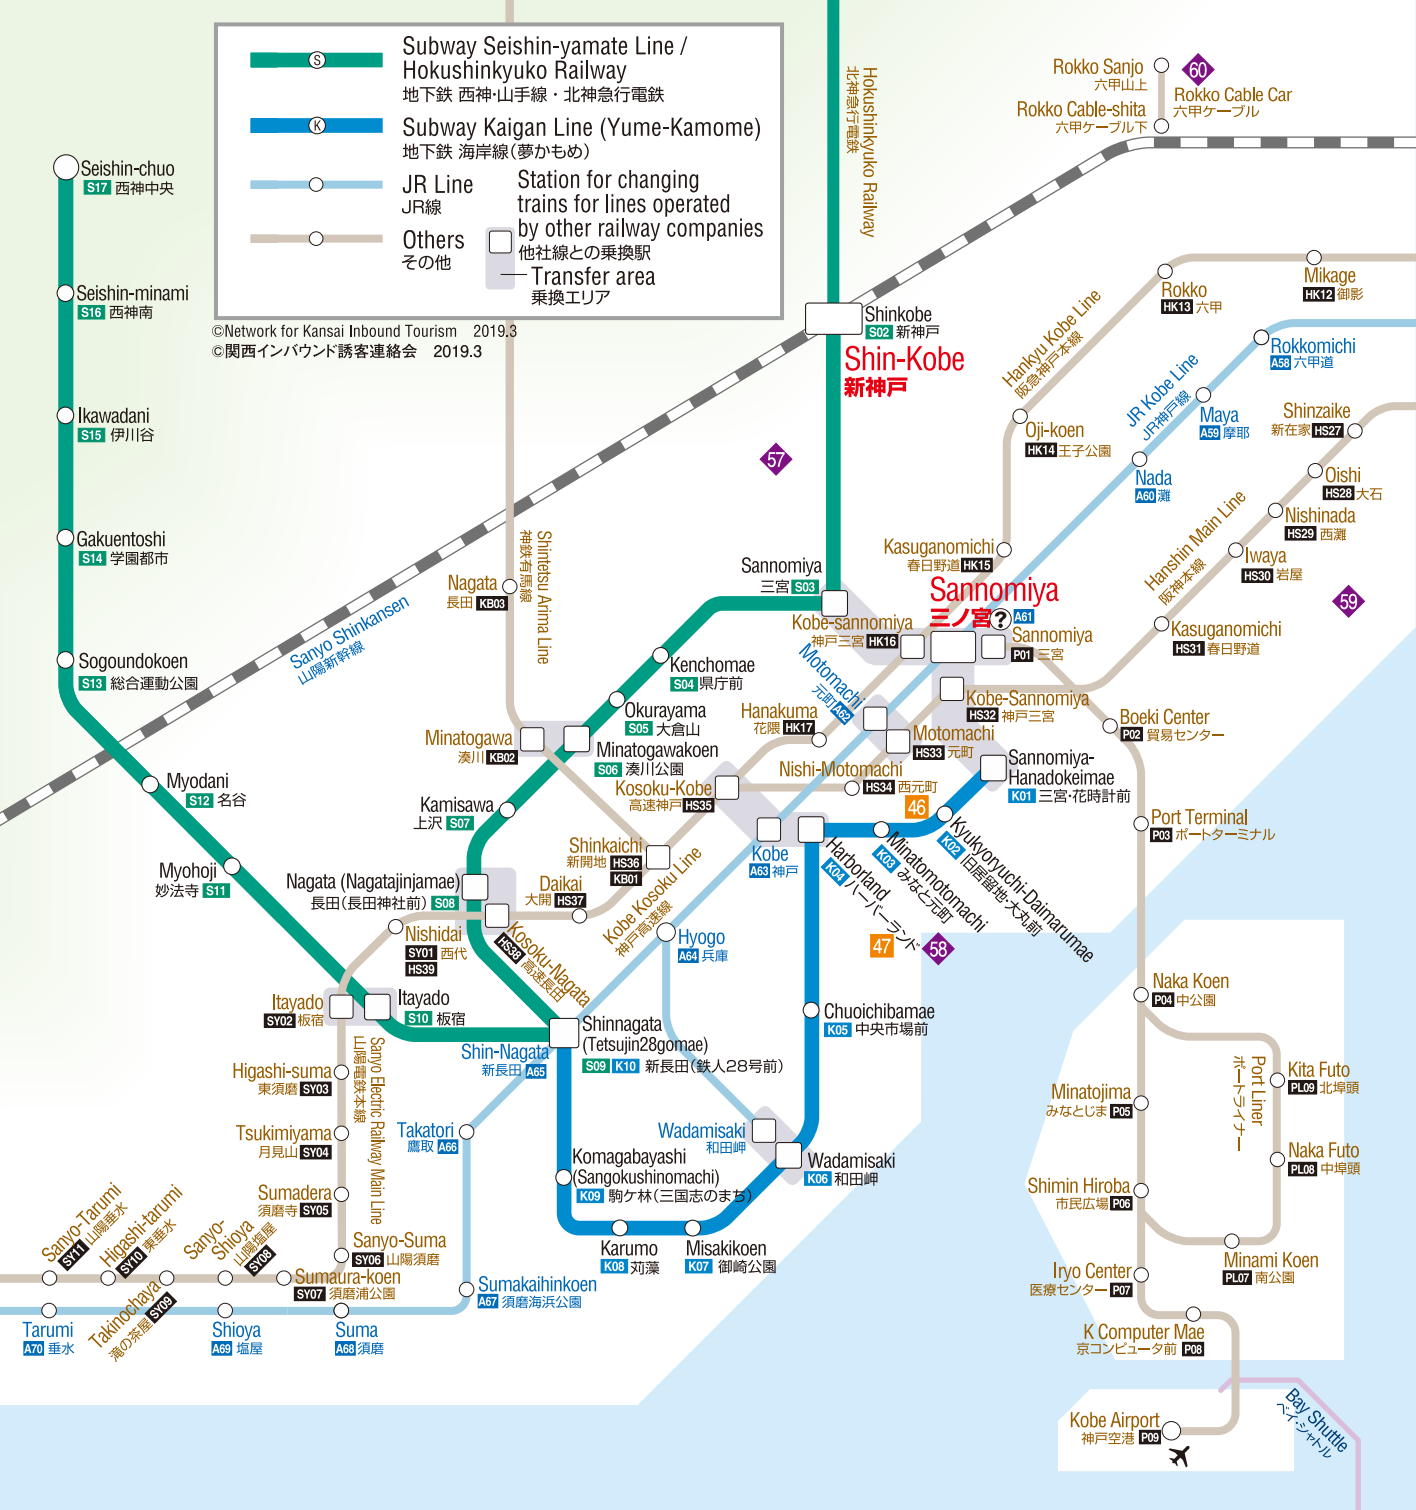 S
Subway Seishin-yamate Line /
Hokushinkyuko Railway
地下鉄 西神・山手線・北神急行電鉄
K
Subway Kaigan Line (Yume-Kamome)
地下鉄 海岸線(夢かもめ)
JR Line
JR線
Others
その他
Station for changing
trains for lines operated
by other railway companies
他社線との乗換駅
Transfer area
乗換エリア
©Network for Kansai Inbound Tourism 2019.3
©関西インバウンド誘客連絡会 2019.3
Hokushinkyuko Railway
北神急行電鉄
Rokko Sanjo
六甲山上
60
Rokko Cable Car
六甲ケーブル
Rokko Cable-shita
六甲ケーブル下
Seishin-chuo
S17 西神中央
Seishin-minami
S16 西神南
Ikawadani
S15 伊川谷
Gakuentoshi
S14 学園都市
Sogoundokoen
S13 総合運動公園
Myodani
S12 名谷
Myohoji
妙法寺 S11
Itayado
S10 板宿
Itayado
SY02 板宿
Sanyo Shinkansen
山陽新幹線
Shinkobe
S02 新神戸
Shin-Kobe
新神戸
57
Hankyu Kobe Line
阪急神戸本線
Rokko
HK13 六甲
Mikage
HK12 御影
Oji-koen
HK14 王子公園
Kasuganomichi
春日野道 HK15
JR Kobe Line
JR神戸線
Rokkomichi
A58 六甲道
Maya
A59 摩耶
Nada
A60 灘
Hanshin Main Line
阪神本線
Shinzaike
新在家 HS27
Oishi
HS28 大石
Nishinada
HS29 西灘
Iwaya
HS30 岩屋
Kasuganomichi
HS31 春日野道
59
Shintetsu Arima Line
神鉄有馬線
Nagata
長田 KB03
Minatogawa
湊川 KB02
Sannomiya
三宮 S03
Kenchomae
S04 県庁前
Okurayama
S05 大倉山
Minatogawakoen
S06 湊川公園
Kamisawa
上沢 S07
Nagata (Nagatajinjamae)
長田(長田神社前) S08
Kobe-sannomiya
神戸三宮 HK16
Sannomiya
三ノ宮 ? A61
Sannomiya
P01 三宮
Motomachi
元町 A62
Kobe-Sannomiya
HS32 神戸三宮
Motomachi
HS33 元町
Hanakuma
花隈 HK17
Nishi-Motomachi
HS34 西元町
Kosoku-Kobe
高速神戸 HS35
Shinkaichi
新開地 HS36
KB01
Daikai
大開 HS37
Kosoku-Nagata
HS38 高速長田
Kobe Kosoku Line
神戸高速線
Nishidai
SY01 西代
HS39
Kobe
A63 神戸
Hyogo
A64 兵庫
Sannomiya-
Hanadokeimae
K01 三宮・花時計前
46
Kyukyoryuchi-Daimarumae
K02 旧居留地・大丸前
Minatomotomachi
K03 みなと元町
Harborland
K04 ハーバーランド
47
58
Chuoichibamae
K05 中央市場前
Wadamisaki
和田岬
Wadamisaki
K06 和田岬
Misakikoen
K07 御崎公園
Karumo
K08 苅藻
Komagabayashi
(Sangokushinomachi)
K09 駒ケ林(三国志のまち)
Shinnagata
(Tetsujin28gomae)
S09 K10 新長田(鉄人28号前)
Shin-Nagata
新長田 A65
Takatori
鷹取 A66
Sumakaihinkoen
A67 須磨海浜公園
Suma
A68 須磨
Shioya
A69 塩屋
Tarumi
A70 垂水
Sanyo Electric Railway Main Line
山陽電鉄本線
Higashi-suma
東須磨 SY03
Tsukimiyama
月見山 SY04
Sumadera
須磨寺 SY05
Sanyo-Suma
SY06 山陽須磨
Sumaura-koen
SY07 須磨浦公園
Sanyo-
Shioya
山陽塩屋
SY08
Takinochaya
滝の茶屋 SY09
Higashi-tarumi
SY10 東垂水
Sanyo-Tarumi
SY11 山陽垂水
Boeki Center
P02 貿易センター
Port Terminal
P03 ポートターミナル
Naka Koen
P04 中公園
Minatojima
みなとじま P05
Shimin Hiroba
市民広場 P06
Iryo Center
医療センター P07
K Computer Mae
京コンピュータ前 P08
Kobe Airport
神戸空港 P09
Port Liner
ポートライナー
Kita Futo
PL09 北埠頭
Naka Futo
PL08 中埠頭
Minami Koen
PL07 南公園
Bay Shuttle
ベイ・シャトル